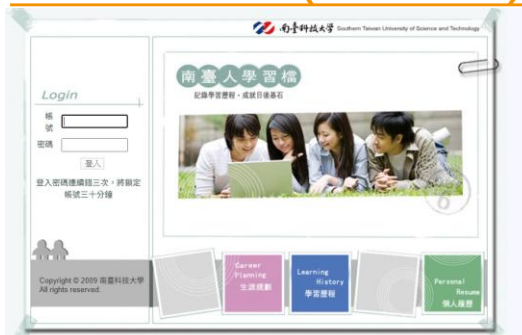 南臺科技大學 Southern Taiwan University of Science and Technology
南臺人學習檔
記錄學習歷程，成就日後基石
Login
帳
號
密碼
登入
登入密碼連續錯三次，將鎖定
帳號三十分鐘
Career
Planning
生涯規劃
Learning
History
學習歷程
Personal
Resume
個人履歷
Copyright © 2009 南臺科技大學
All rights reserved.